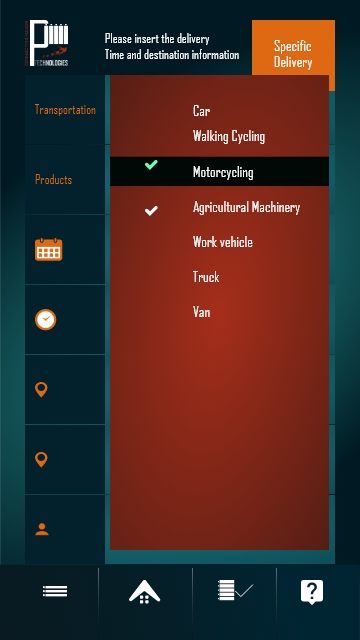 TECHNOLOGIES
Please insert the delivery
Time and destination information
Specific
Delivery
Transportation
Products
Car
Walking Cycling
Motorcycling
Agricultural Machinery
Work vehicle
Truck
Van